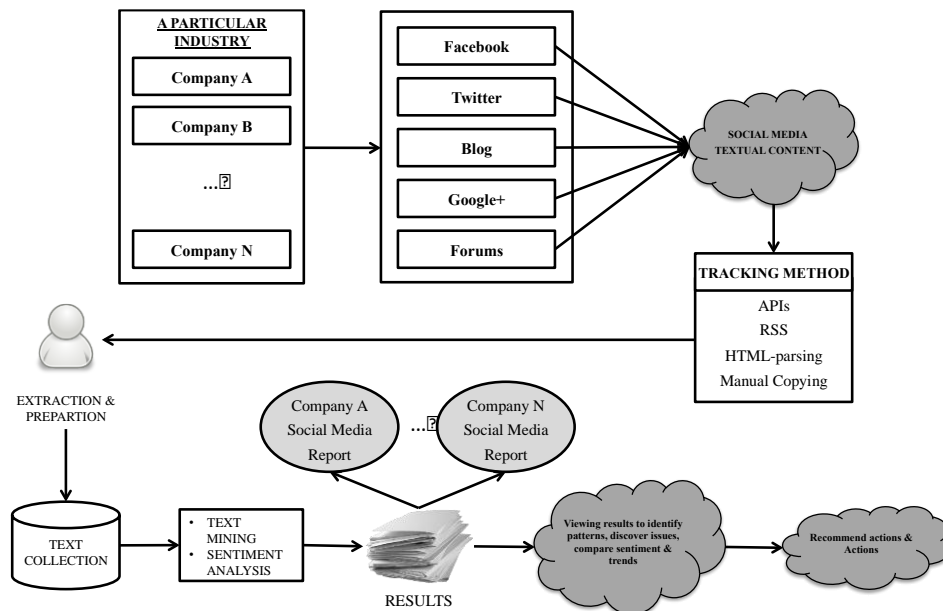 A PARTICULAR
INDUSTRY
Company A
Company B
...
Company N
Facebook
Twitter
Blog
Google+
Forums
SOCIAL MEDIA
TEXTUAL CONTENT
TRACKING METHOD
APIs
RSS
HTML-parsing
Manual Copying
EXTRACTION &
PREPARTION
TEXT
COLLECTION
• TEXT
MINING
• SENTIMENT
ANALYSIS
Company A
Social Media
Report
...
Company N
Social Media
Report
RESULTS
Viewing results to identify
patterns, discover issues,
compare sentiment &
trends
Recommend actions &
Actions